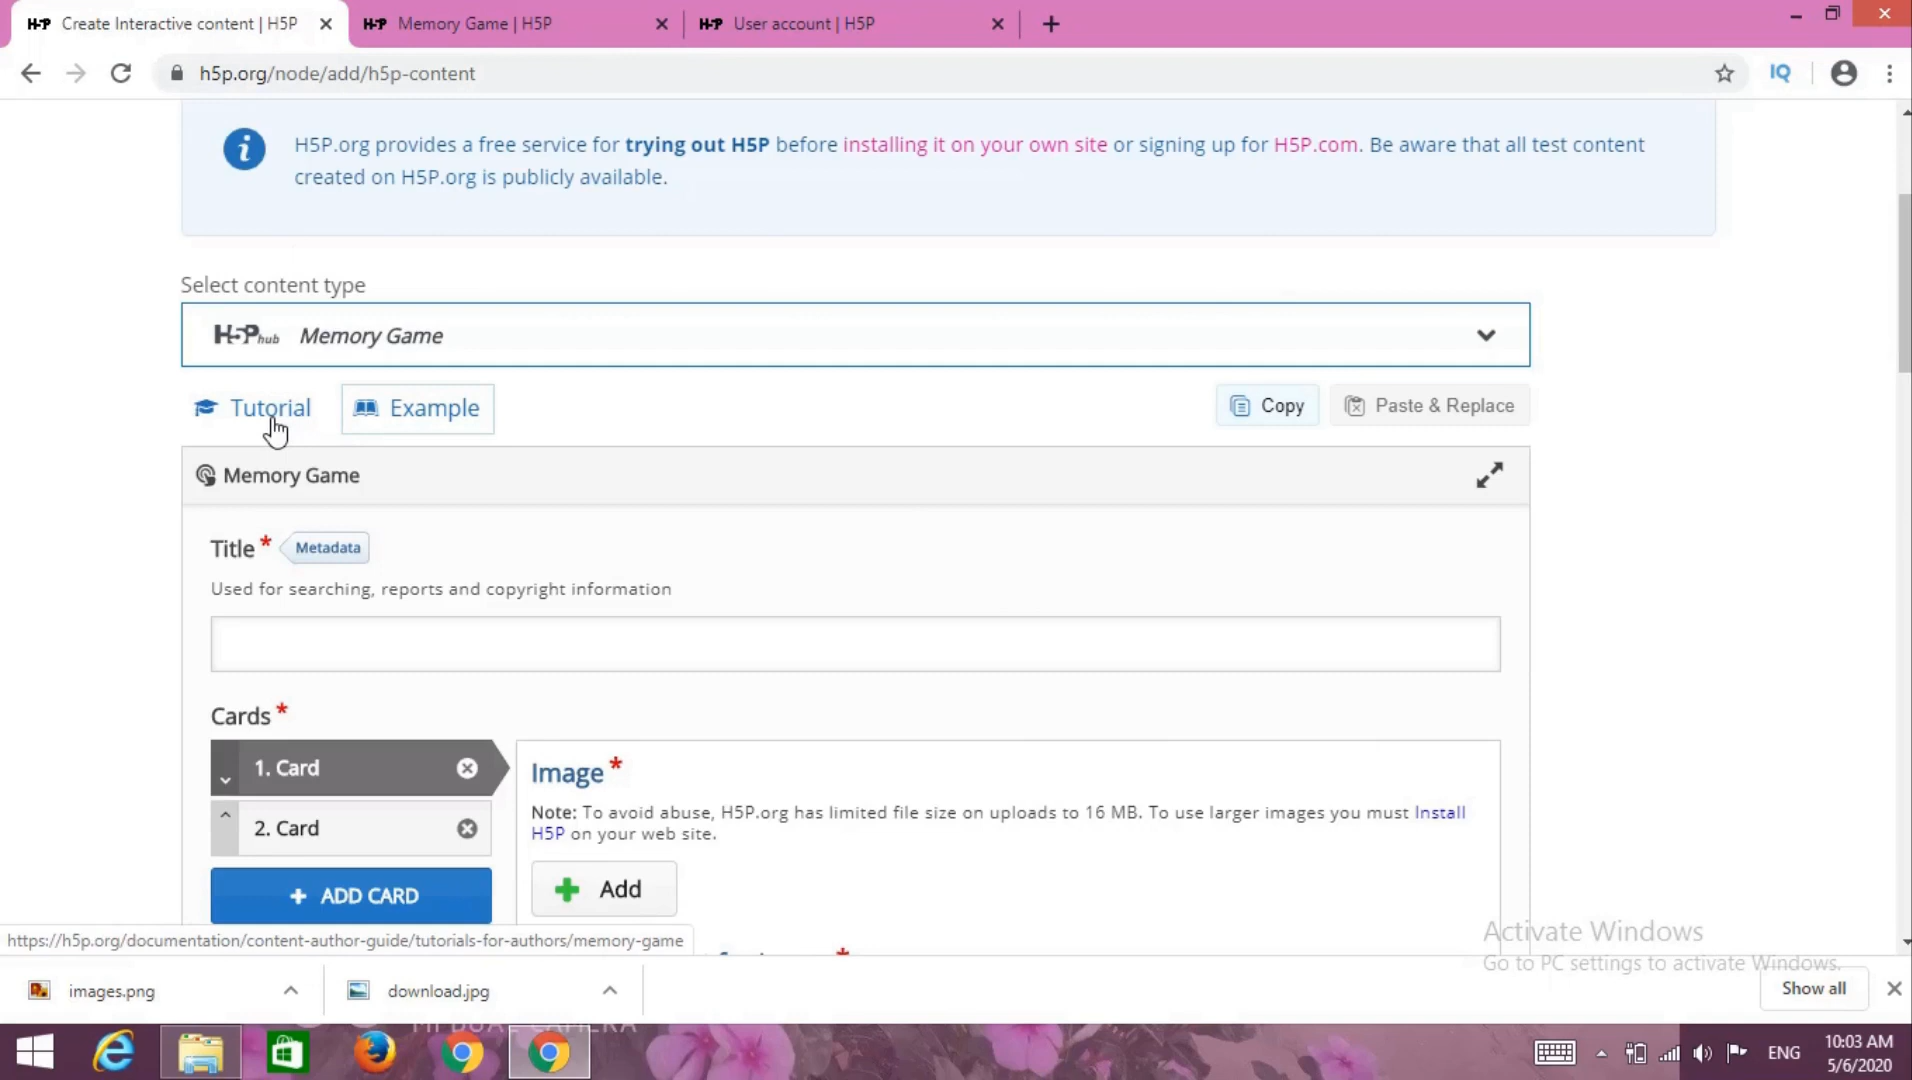 Create Interactive content | H5P
Memory Game | H5P
User account | H5P
h5p.org/node/add/h5p-content
IQ
H5P.org provides a free service for trying out H5P before installing it on your own site or signing up for H5P.com. Be aware that all test content
created on H5P.org is publicly available.
Select content type
H5P hub Memory Game
Tutorial
Example
Copy
Paste & Replace
Memory Game
Title *
Metadata
Used for searching, reports and copyright information
Cards *
1. Card
2. Card
+ ADD CARD
Image *
Note: To avoid abuse, H5P.org has limited file size on uploads to 16 MB. To use larger images you must Install
H5P on your web site.
Add
https://h5p.org/documentation/content-author-guide/tutorials-for-authors/memory-game
Activate Windows
Go to PC settings to activate Windows.
images.png
download.jpg
Show all
ENG
10:03 AM
5/6/2020